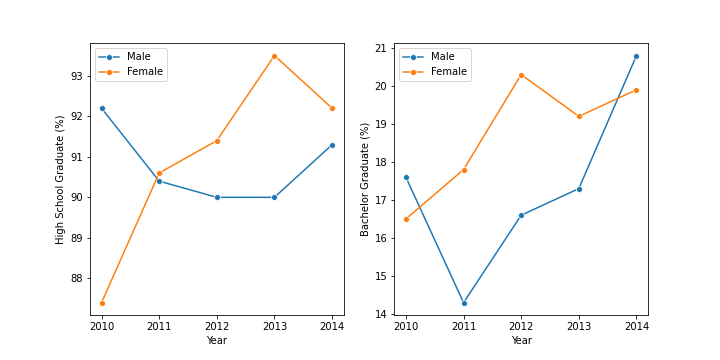 High School Graduate (%)
93
92
91
90
89
88
Male
Female
2010 2011 2012 2013 2014
Year
Bachelor Graduate (%)
21
20
19
18
17
16
15
14
Male
Female
2010 2011 2012 2013 2014
Year